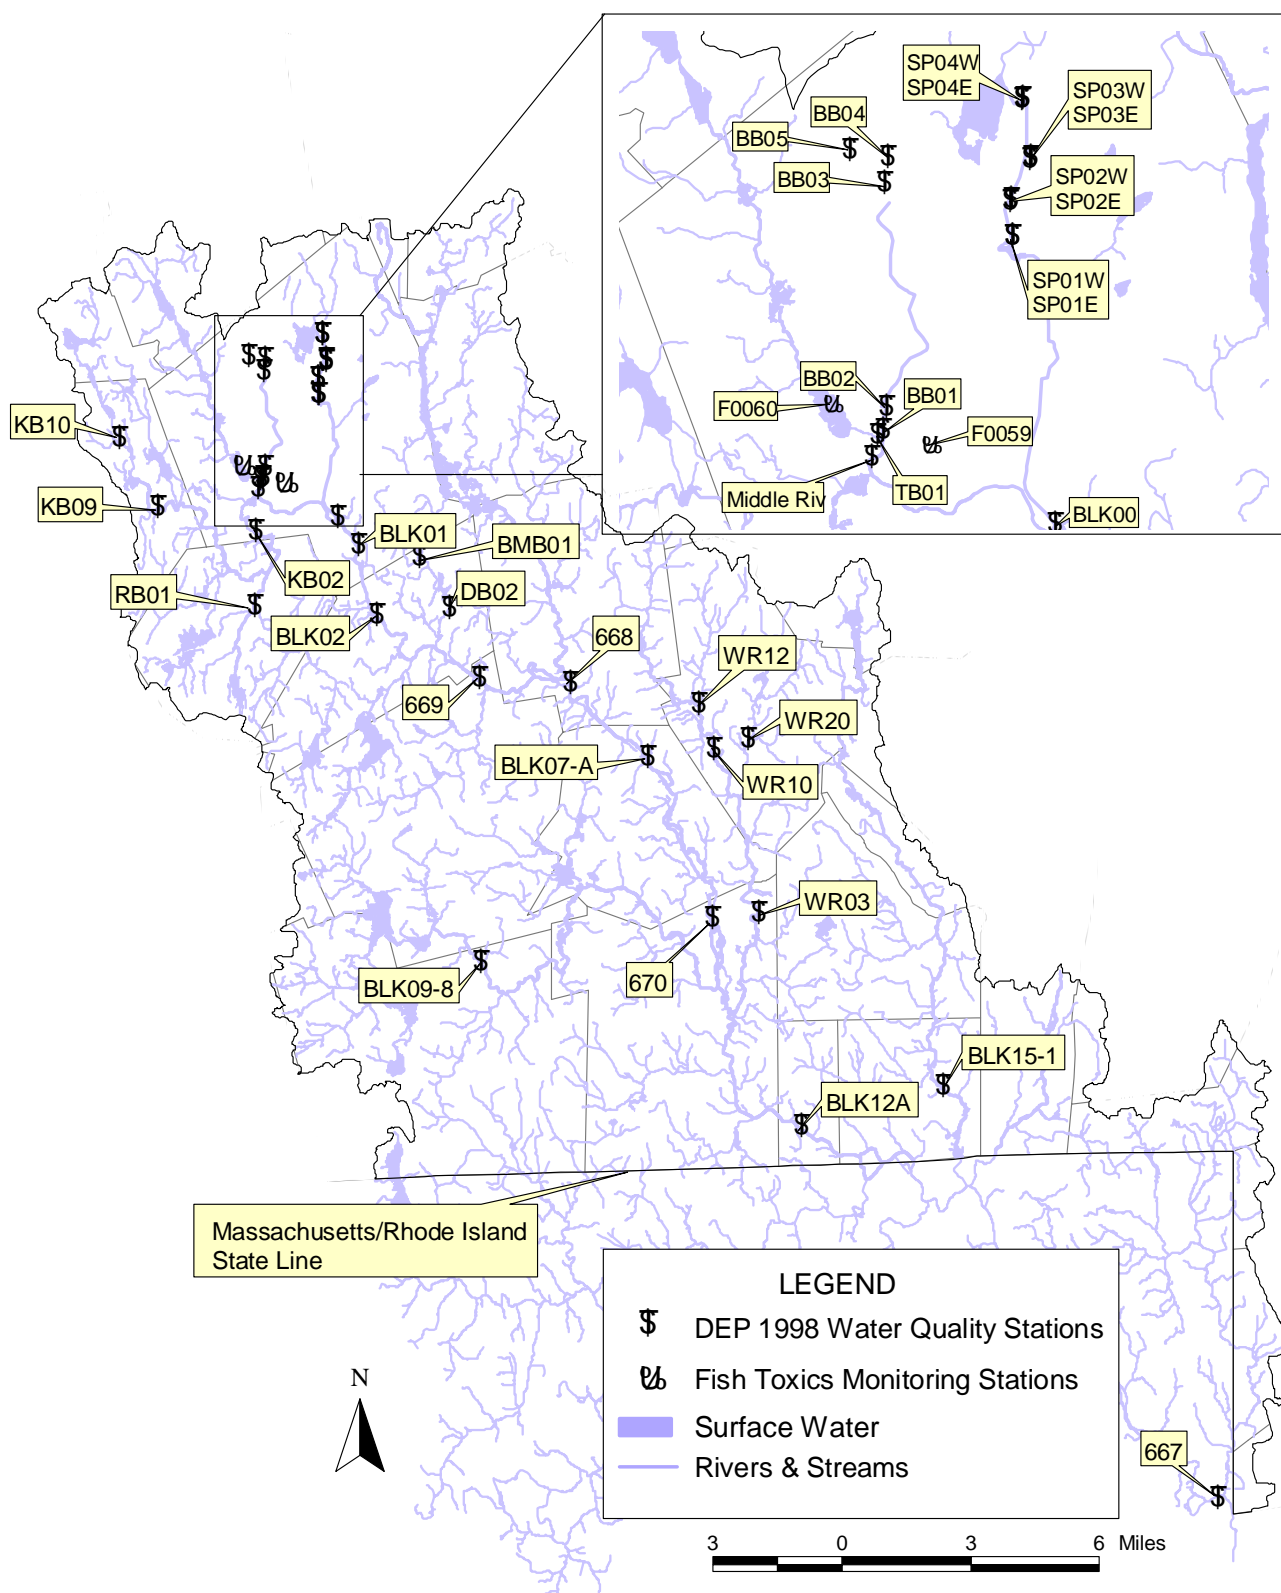 SP04W
SP04E
SP03W
SP03E
BB04
BB05
BB03
SP02W
SP02E
SP01W
SP01E
BB02
BB01
F0060
F0059
TB01
Middle Riv
BLK00
KB10
KB09
BLK01
BMB01
KB02
DB02
RB01
BLK02
668
WR12
669
WR20
BLK07-A
WR10
WR03
670
BLK09-8
BLK15-1
BLK12A
Massachusetts/Rhode Island
State Line
LEGEND
DEP 1998 Water Quality Stations
Fish Toxics Monitoring Stations
Surface Water
Rivers & Streams
N
667
3 0 3 6 Miles